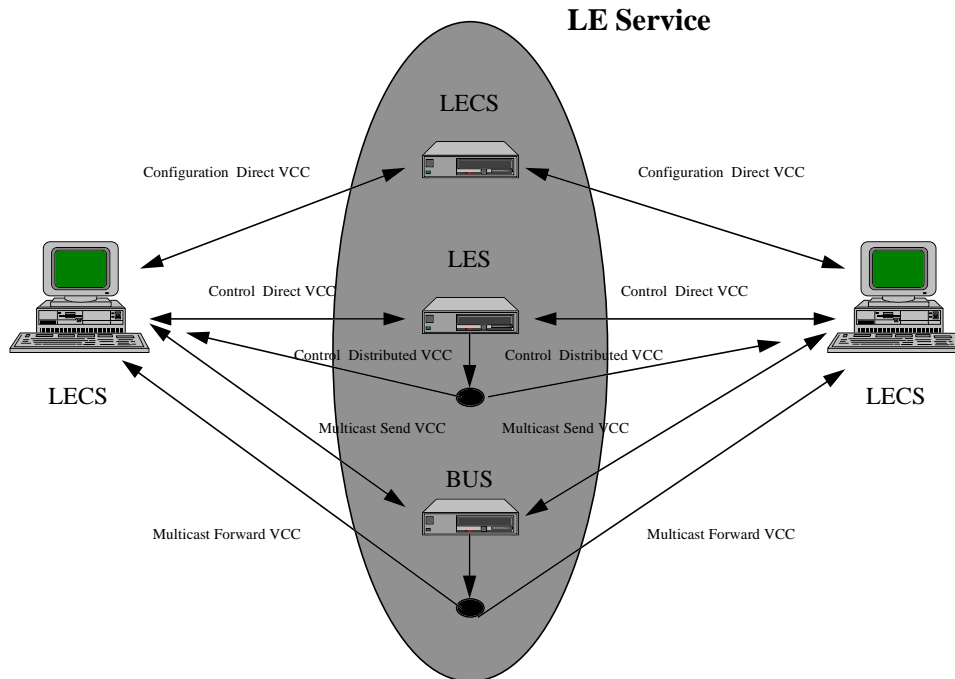 LE Service
LECS
Configuration Direct VCC
Configuration Direct VCC
LES
Control Direct VCC
Control Direct VCC
Control Distributed VCC
Control Distributed VCC
LECS
LECS
Multicast Send VCC
Multicast Send VCC
BUS
Multicast Forward VCC
Multicast Forward VCC